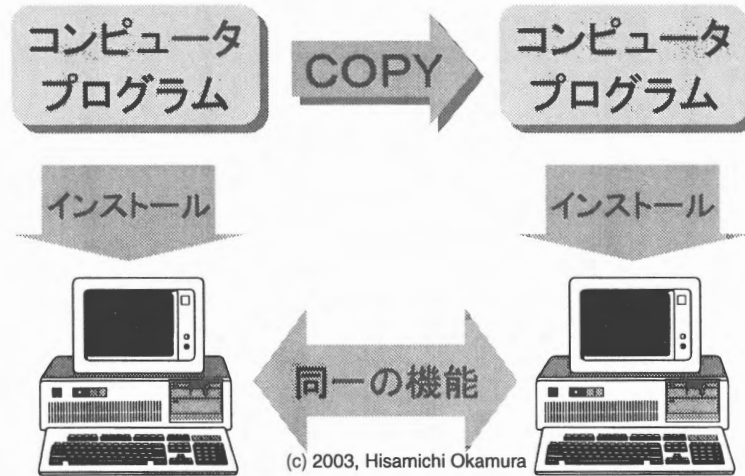 コンピュータ
プログラム
COPY
コンピュータ
プログラム
インストール
インストール
同一の機能
(c) 2003, Hisamichi Okamura